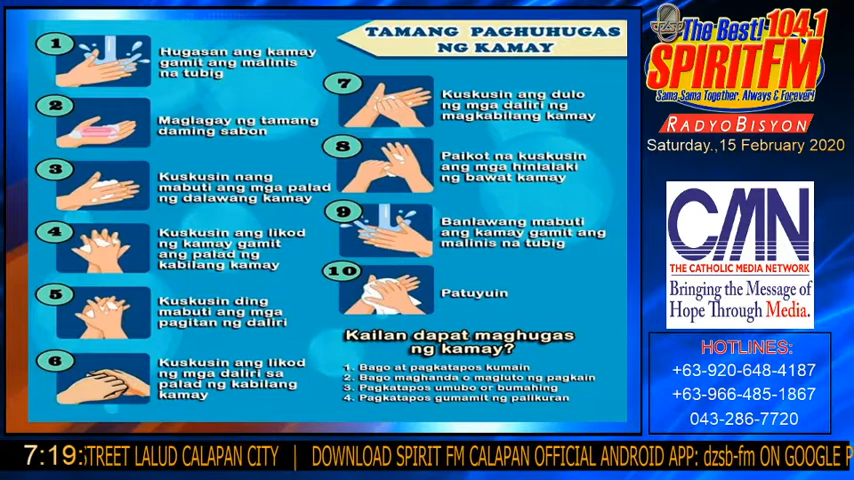 TAMANG PAGHUHUGAS
NG KAMAY
1
Hugasan ang kamay
gamit ang malinis
na tubig
2
Maglagay ng tamang
daming sabon
3
Kuskusin nang
mabuti ang mga palad
ng dalawang kamay
4
Kuskusin ang likod
ng kamay gamit
ang palad ng
kabilang kamay
5
Kuskusin ding
mabuti ang mga
pagitan ng daliri
6
Kuskusin ang likod
ng mga daliri sa
palad ng kabilang
kamay
7
Kuskusin ang dulo
ng mga daliri ng
magkabilang kamay
8
Paikot na kuskusin
ang mga hinlalaki
ng bawat kamay
9
Banlawang mabuti
ang kamay gamit ang
malinis na tubig
10
Patuyuin
Kailan dapat maghugas
ng kamay?
1. Bago at pagkatapos kumain
2. Bago maghanda o magluto ng pagkain
3. Pagkatapos umubo or bumahing
4. Pagkatapos gumamit ng palikuran
The Best! 104.1
SPIRIT FM
Sama Sama Together, Always & Forever!
RADYOBISYON
Saturday.,15 February 2020
CMN
THE CATHOLIC MEDIA NETWORK
Bringing the Message of
Hope Through Media.
HOTLINES:
+63-920-648-4187
+63-966-485-1867
043-286-7720
7:19: STREET LALUD CALAPAN CITY | DOWNLOAD SPIRIT FM CALAPAN OFFICIAL ANDROID APP: dzsb-fm ON GOOGLE P